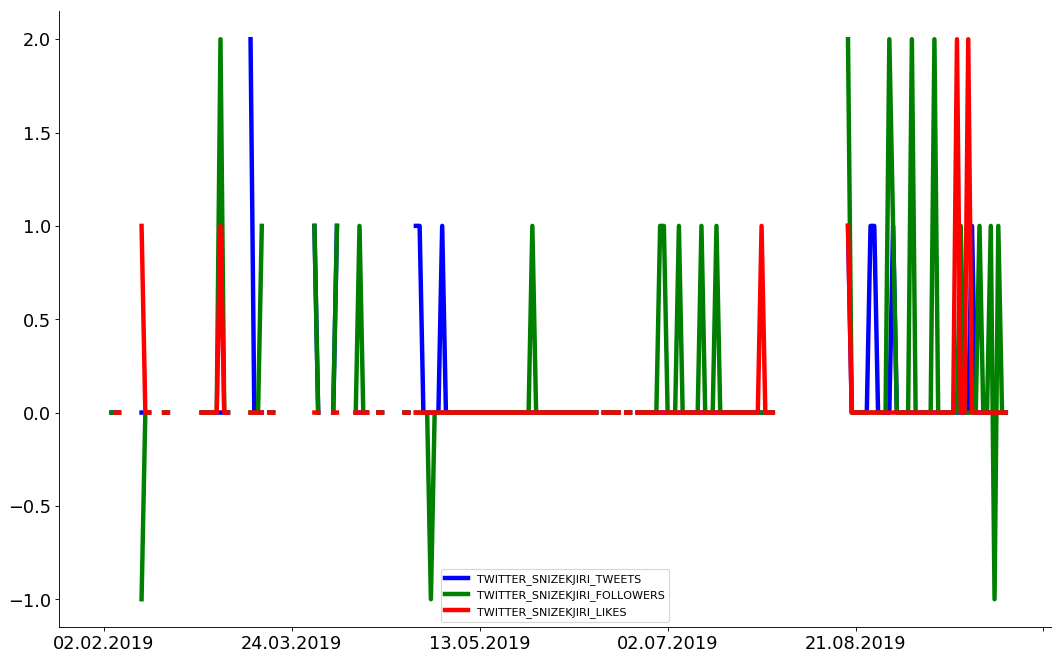 2.0
1.5
1.0
0.5
0.0
−0.5
−1.0
TWITTER_SNIZEKJIRI_TWEETS
TWITTER_SNIZEKJIRI_FOLLOWERS
TWITTER_SNIZEKJIRI_LIKES
02.02.2019 24.03.2019 13.05.2019 02.07.2019 21.08.2019